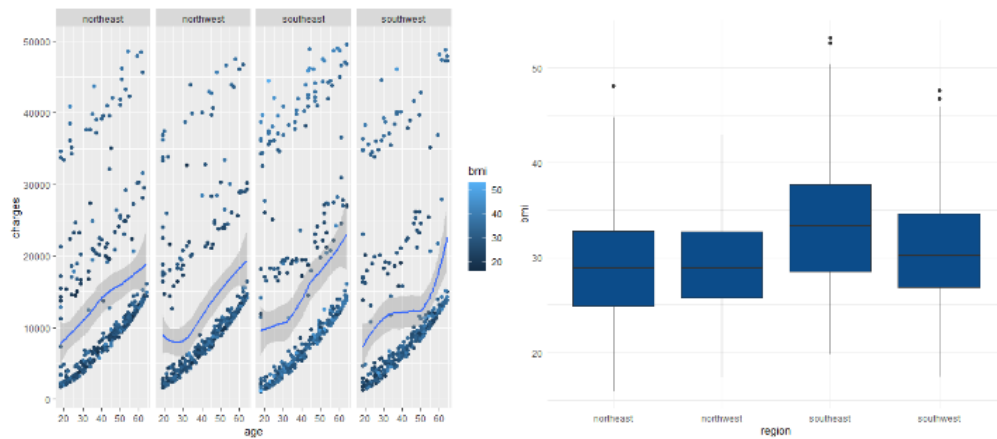 northeast northwest southeast southwest
50000
40000
30000
20000
10000
0
charges
20 30 40 50 60 20 30 40 50 60 20 30 40 50 60 20 30 40 50 60
age
bmi
50
40
30
20
50
40
30
20
bmi
northeast northwest southeast southwest
region